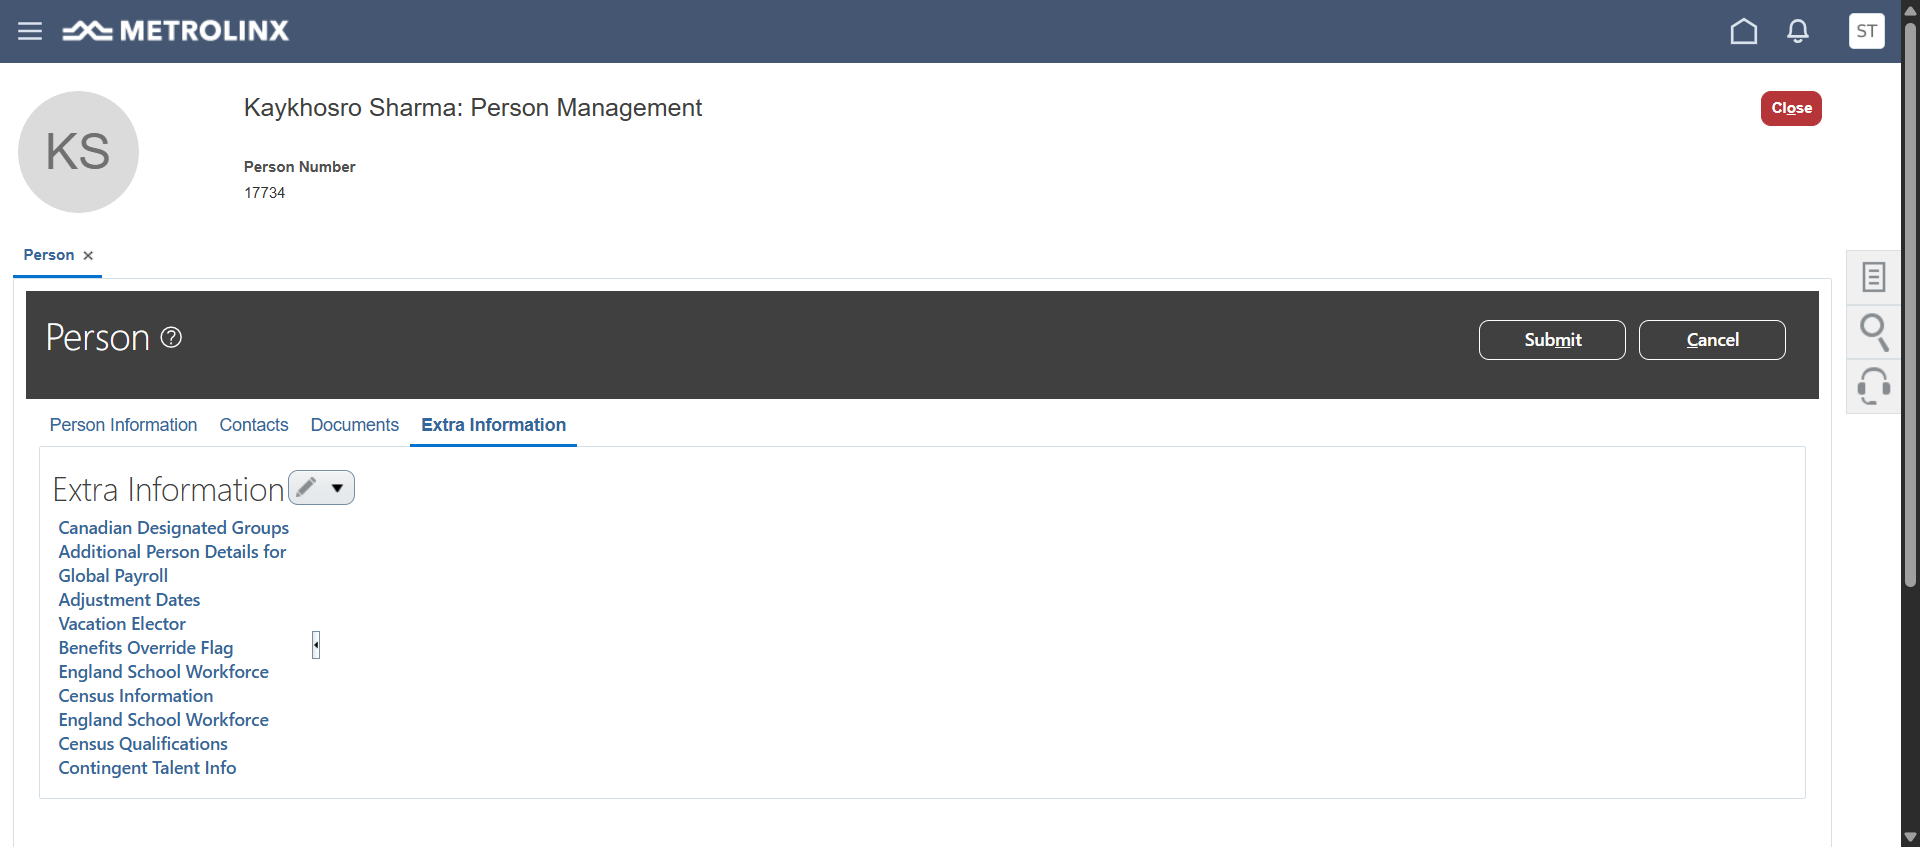 METROLINX
ST
KS
Kaykhosro Sharma: Person Management
Close
Person Number
17734
Person
Person
Submit
Cancel
Person Information
Contacts
Documents
Extra Information
Extra Information
Canadian Designated Groups
Additional Person Details for
Global Payroll
Adjustment Dates
Vacation Elector
Benefits Override Flag
England School Workforce
Census Information
England School Workforce
Census Qualifications
Contingent Talent Info